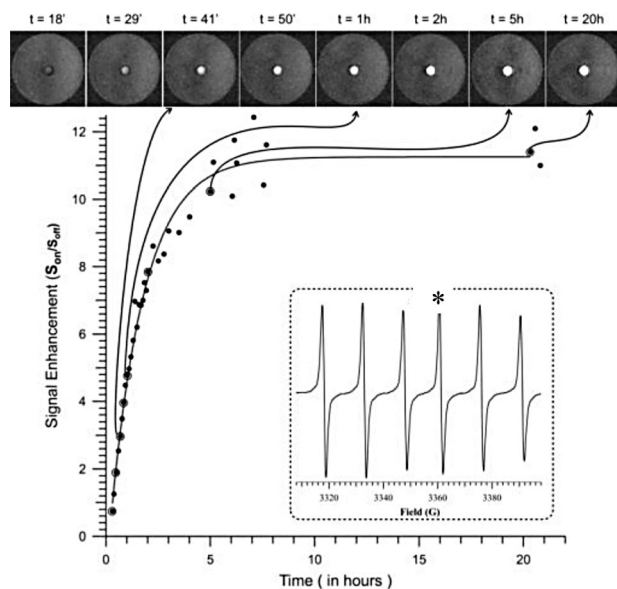 t = 18' t = 29' t = 41' t = 50' t = 1h t = 2h t = 5h t = 20h
12
10
8
6
4
2
0
Signal Enhancement (Son/soff)
*
3320 3340 3360 3380
Field (G)
0 5 10 15 20
Time ( in hours )